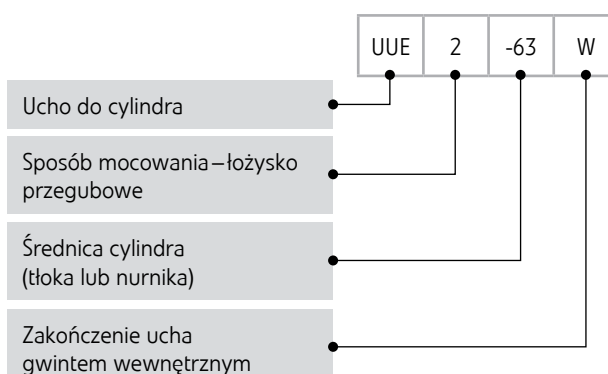 UUE 2 -63 W
Ucho do cylindra
Sposób mocowania – łożysko
przegubowe
Średnica cylindra
(tłoka lub nurnika)
Zakończenie ucha
gwintem wewnętrznym